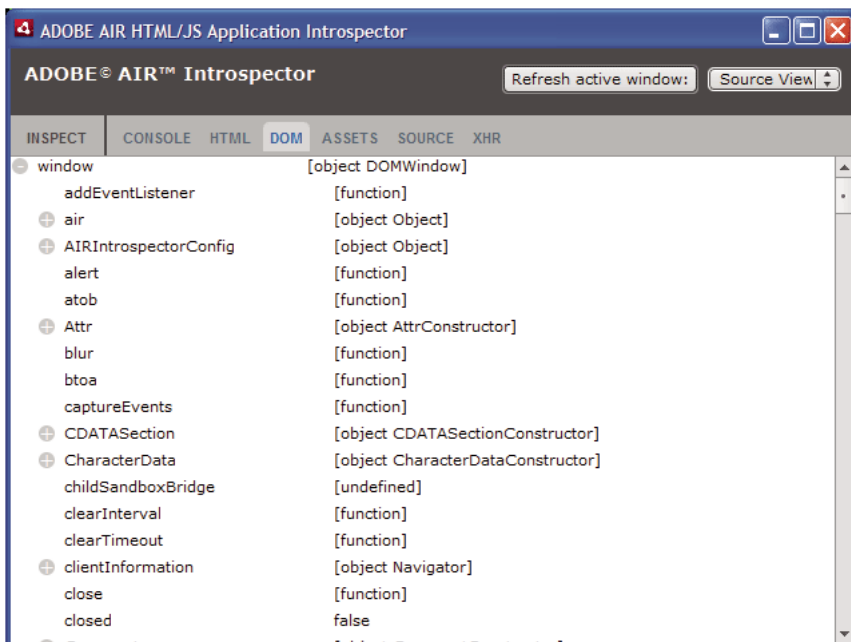 ADOBE AIR HTML/JS Application Introspector
ADOBE© AIR™ Introspector
Refresh active window: Source View
INSPECT CONSOLE HTML DOM ASSETS SOURCE XHR
window [object DOMWindow]
addEventListener [function]
air [object Object]
AIRIntrospectorConfig [object Object]
alert [function]
atob [function]
Attr [object AttrConstructor]
blur [function]
btoa [function]
captureEvents [function]
CDATASection [object CDATASectionConstructor]
CharacterData [object CharacterDataConstructor]
childSandboxBridge [undefined]
clearInterval [function]
clearTimeout [function]
clientInformation [object Navigator]
close [function]
closed false